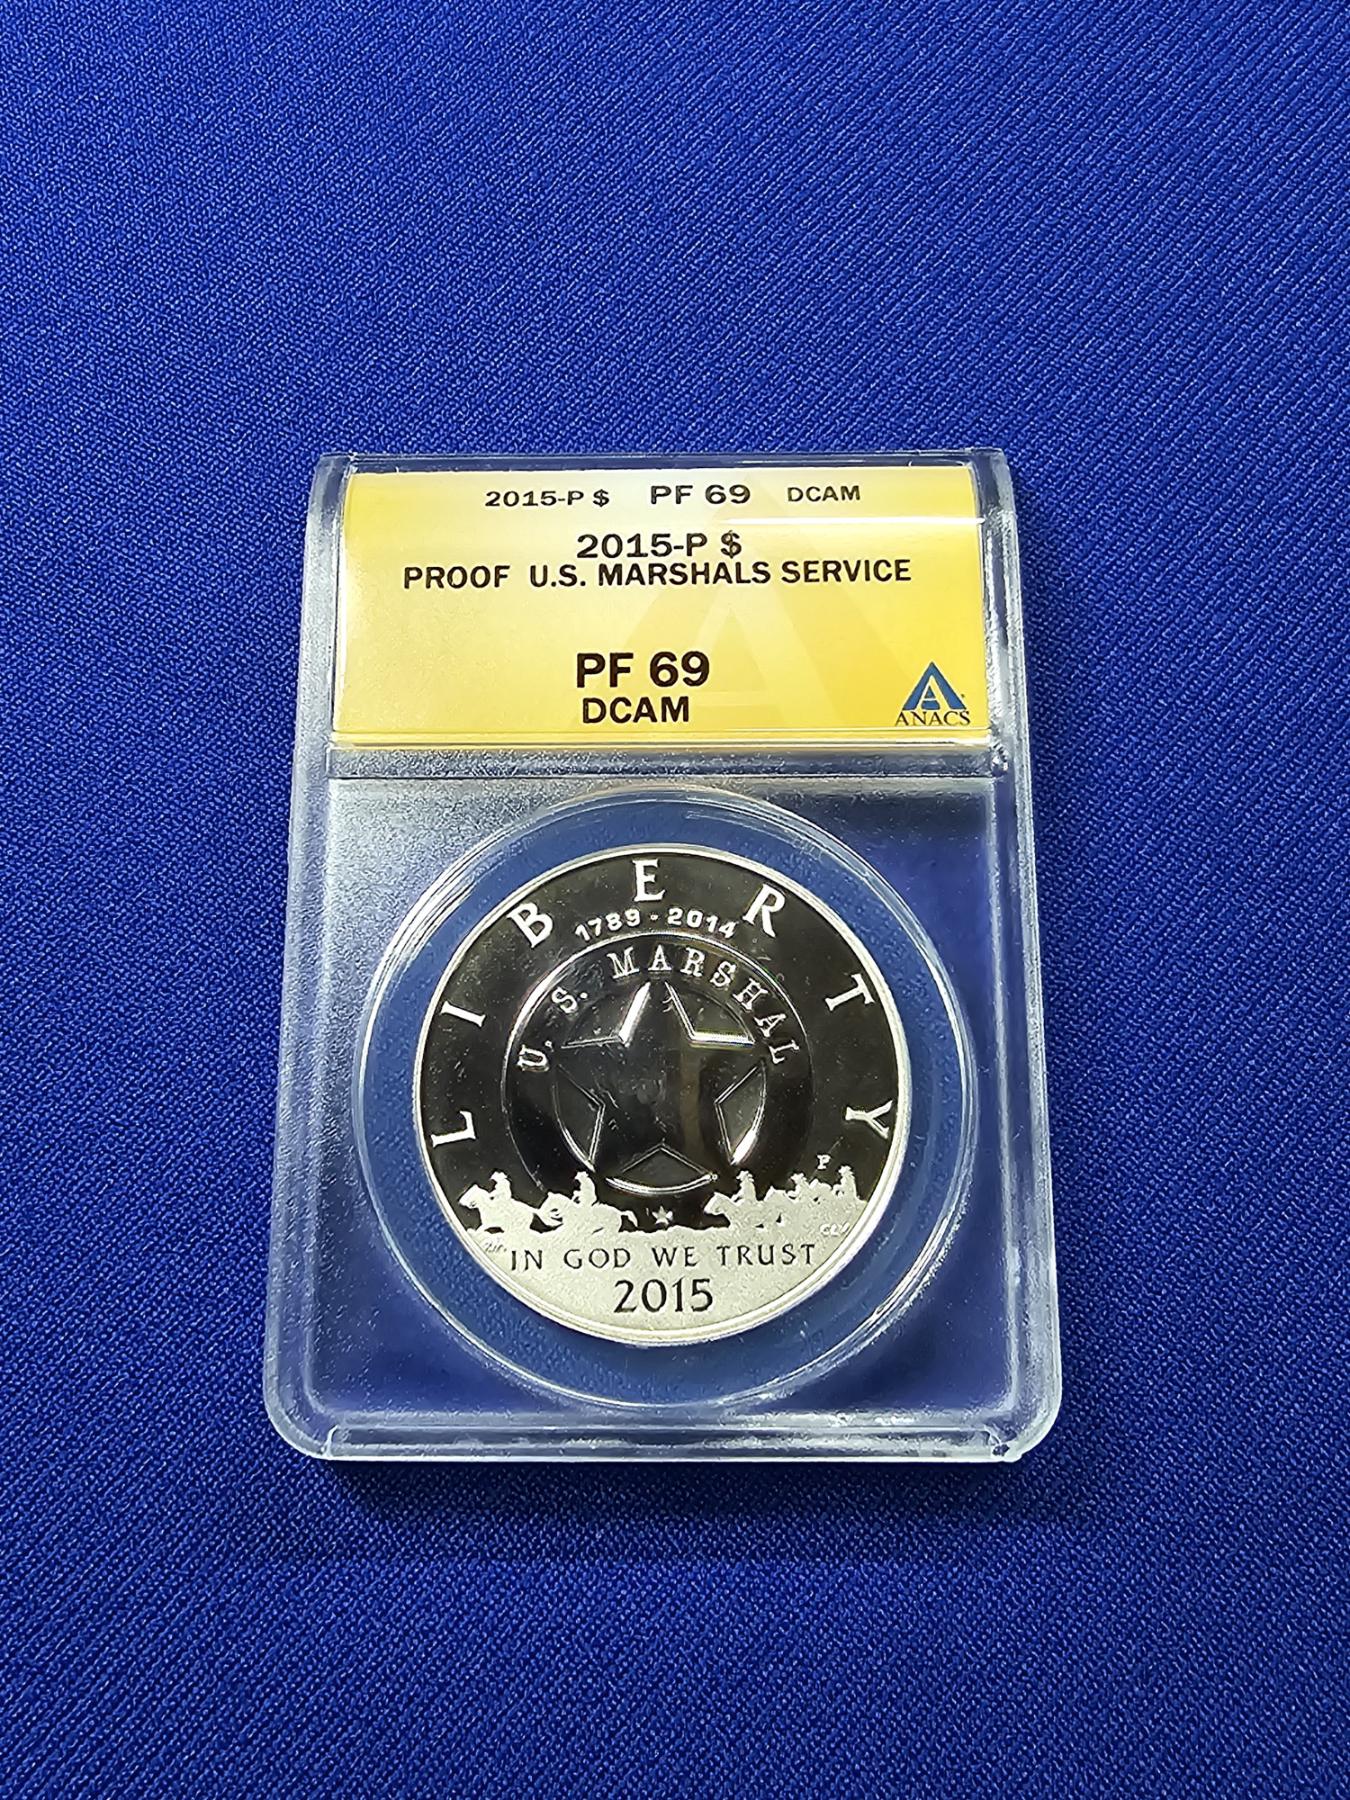 2015-P $ PF 69 DCAM
2015-P $
PROOF U.S. MARSHALS SERVICE
PF 69
DCAM
ANACS
LIBERTY
1789 · 2014
U.S. MARSHAL
P
IN GOD WE TRUST
2015